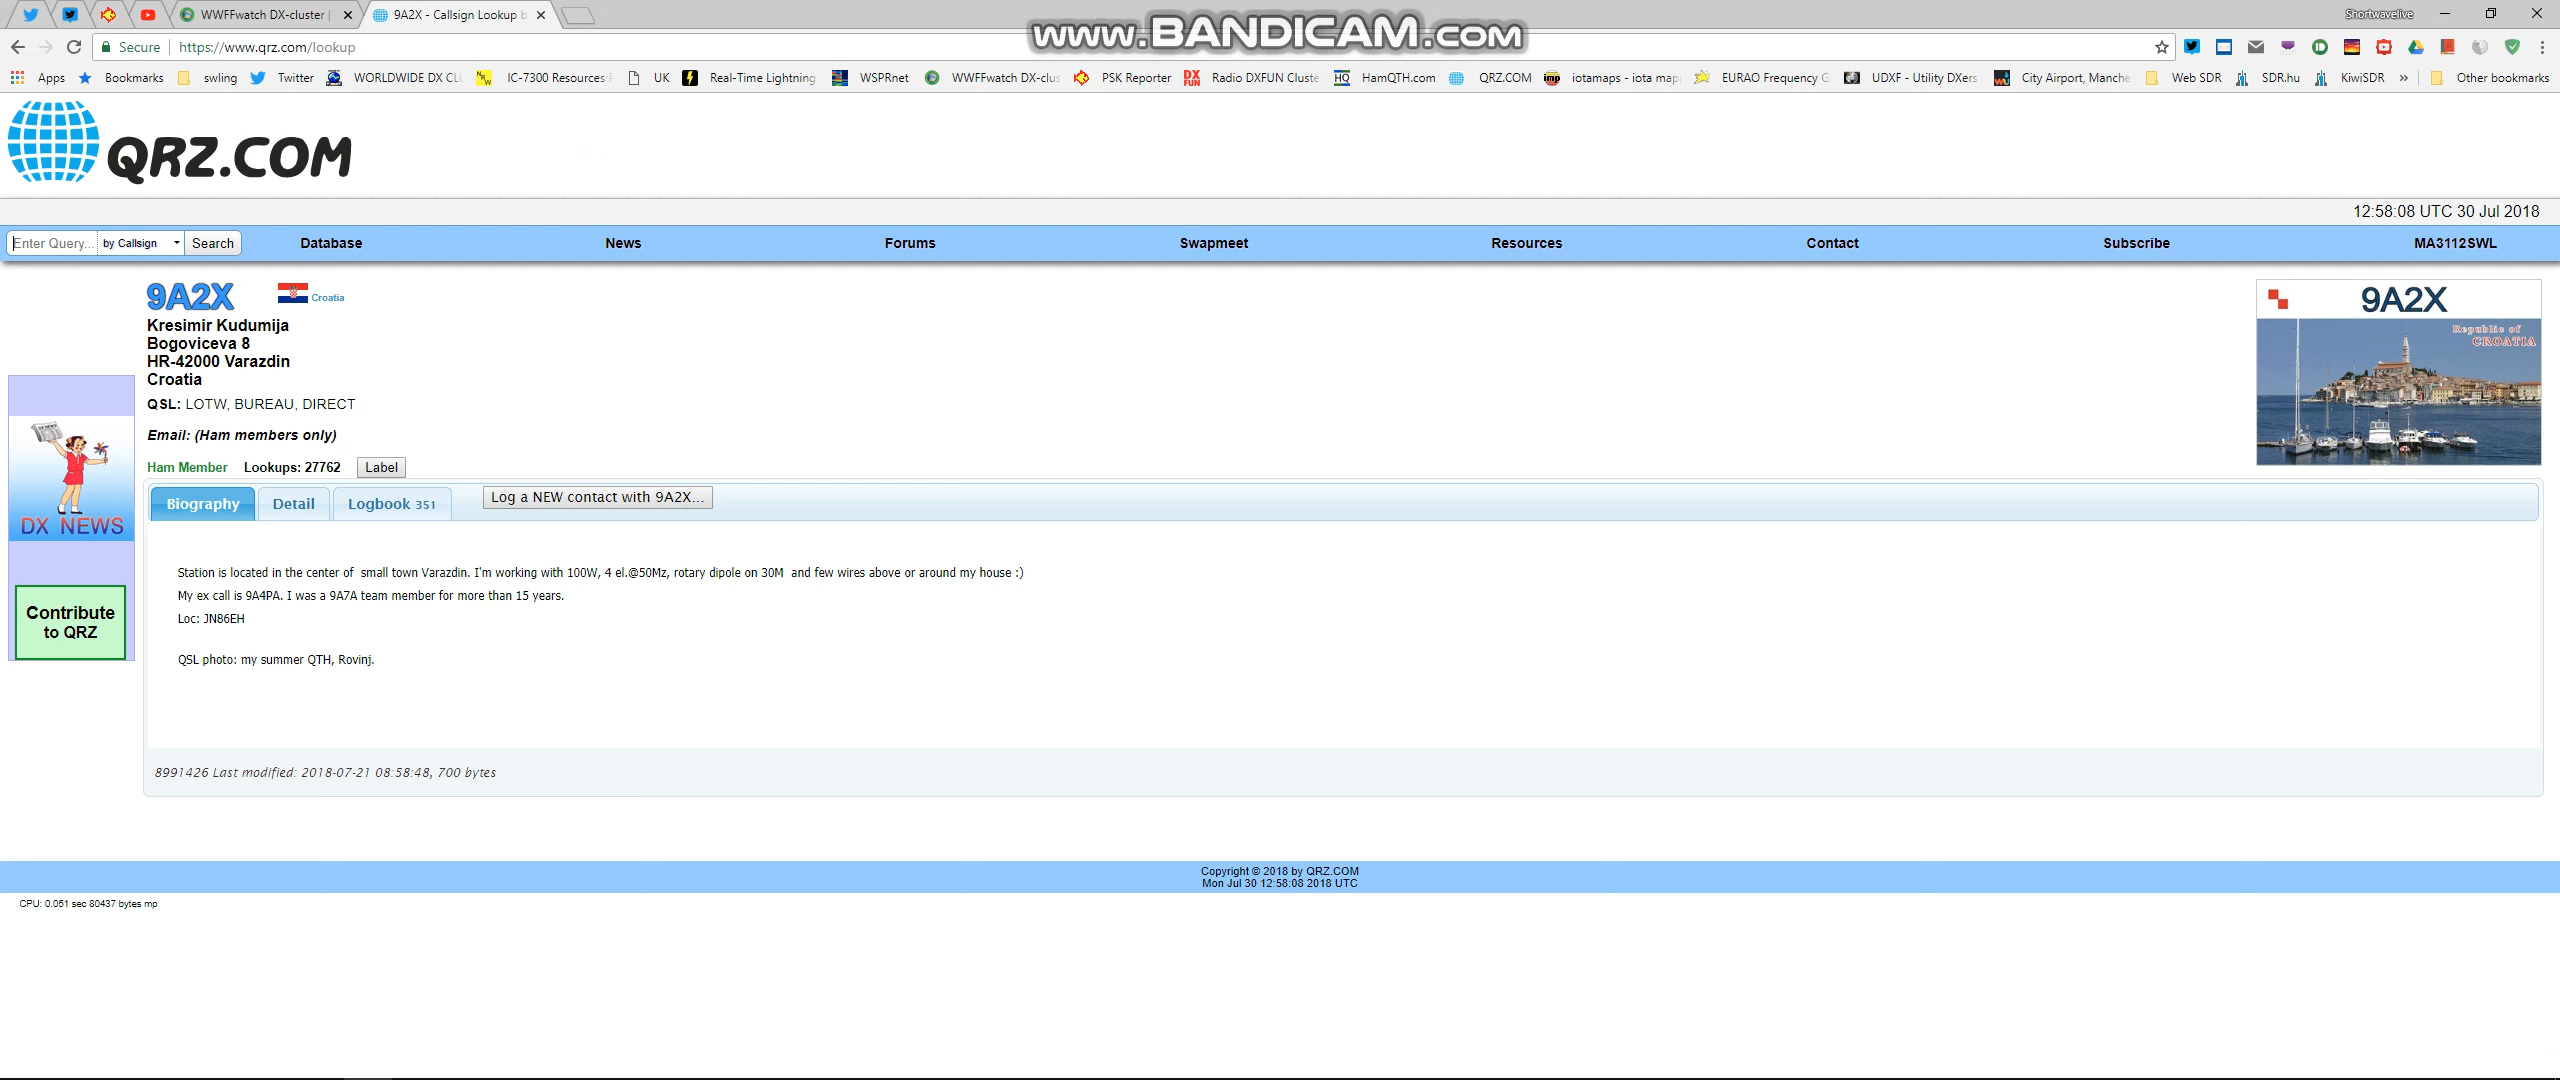 WWFFwatch DX-cluster |
9A2X - Callsign Lookup b
www.BANDICAM.com
Shortwavelive
Secure
https://www.qrz.com/lookup
Apps
Bookmarks
swling
Twitter
WORLDWIDE DX CLU
IC-7300 Resources P
UK
Real-Time Lightning
WSPRnet
WWFFwatch DX-clus
PSK Reporter
Radio DXFUN Cluste
HamQTH.com
QRZ.COM
iotamaps - iota map
EURAO Frequency G
UDXF - Utility DXers
City Airport, Manche
Web SDR
SDR.hu
KiwiSDR
»
Other bookmarks
QRZ.COM
12:58:08 UTC 30 Jul 2018
Enter Query...
by Callsign
Search
Database
News
Forums
Swapmeet
Resources
Contact
Subscribe
MA3112SWL
9A2X
Croatia
Kresimir Kudumija
Bogoviceva 8
HR-42000 Varazdin
Croatia
QSL: LOTW, BUREAU, DIRECT
Email: (Ham members only)
Ham Member Lookups: 27762 Label
9A2X
Republic of
CROATIA
DX NEWS
DX NEWS
Contribute
to QRZ
Biography
Detail
Logbook 351
Log a NEW contact with 9A2X...
Station is located in the center of small town Varazdin. I'm working with 100W, 4 el.@50Mz, rotary dipole on 30M and few wires above or around my house :)
My ex call is 9A4PA. I was a 9A7A team member for more than 15 years.
Loc: JN86EH
QSL photo: my summer QTH, Rovinj.
8991426 Last modified: 2018-07-21 08:58:48, 700 bytes
Copyright © 2018 by QRZ.COM
Mon Jul 30 12:58:08 2018 UTC
CPU: 0.051 sec 80437 bytes mp